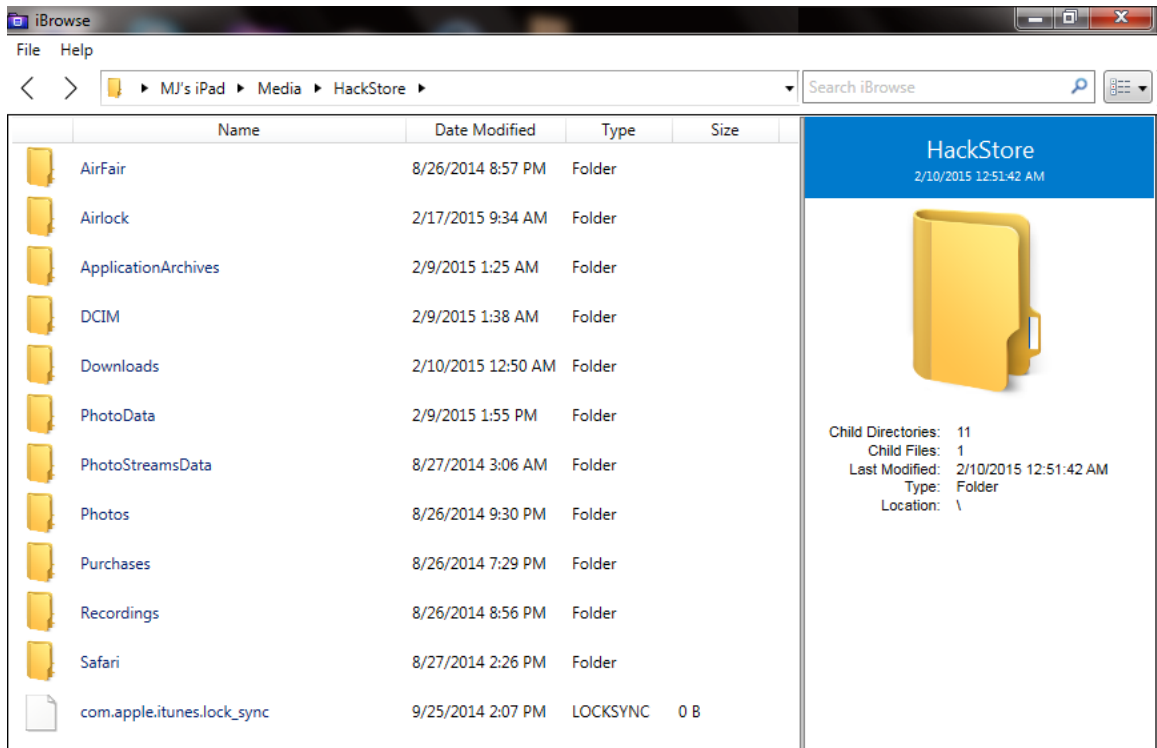 iBrowse
File Help
MJ's iPad Media HackStore
Search iBrowse
Name Date Modified Type Size
AirFair 8/26/2014 8:57 PM Folder
Airlock 2/17/2015 9:34 AM Folder
ApplicationArchives 2/9/2015 1:25 AM Folder
DCIM 2/9/2015 1:38 AM Folder
Downloads 2/10/2015 12:50 AM Folder
PhotoData 2/9/2015 1:55 PM Folder
PhotoStreamsData 8/27/2014 3:06 AM Folder
Photos 8/26/2014 9:30 PM Folder
Purchases 8/26/2014 7:29 PM Folder
Recordings 8/26/2014 8:56 PM Folder
Safari 8/27/2014 2:26 PM Folder
com.apple.itunes.lock_sync 9/25/2014 2:07 PM LOCKSYNC 0 B
HackStore
2/10/2015 12:51:42 AM
Child Directories: 11
Child Files: 1
Last Modified: 2/10/2015 12:51:42 AM
Type: Folder
Location: \